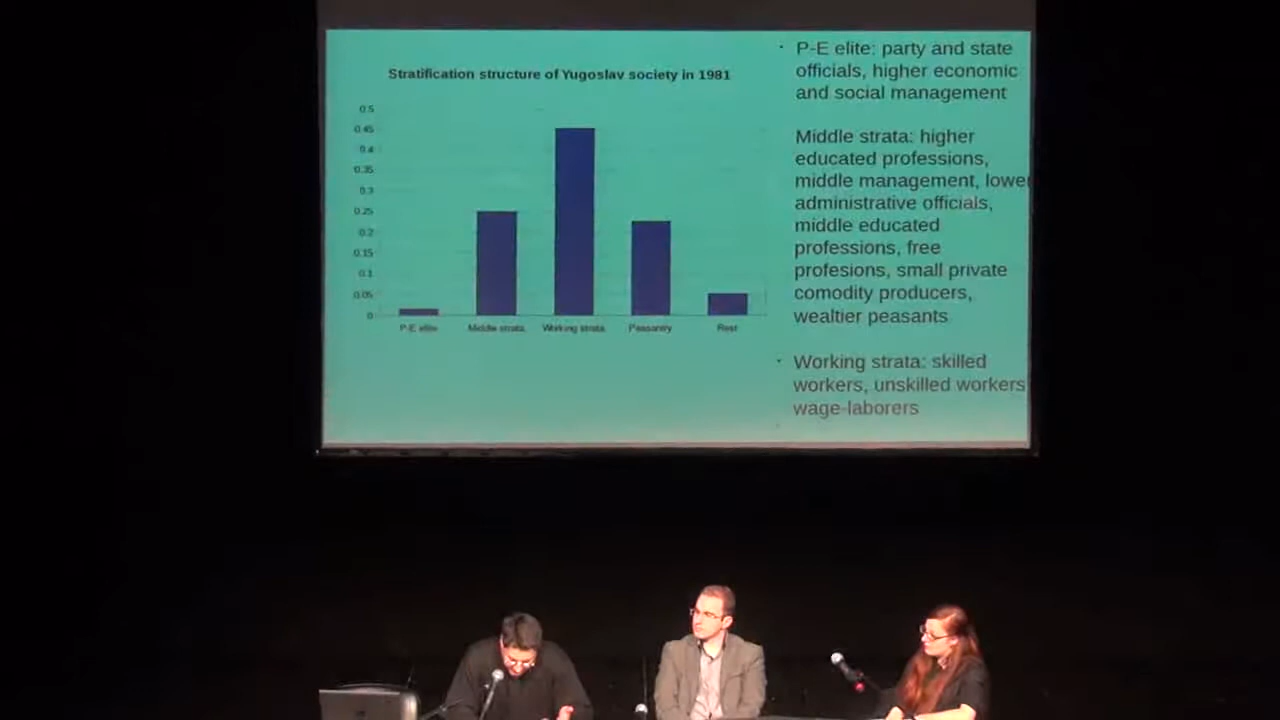 Stratification structure of Yugoslav society in 1981
0.5
0.45
0.4
0.35
0.3
0.25
0.2
0.15
0.1
0.05
0
P-E elite
Middle strata
Working strata
Peasantry
Rest
· P-E elite: party and state
officials, higher economic
and social management
Middle strata: higher
educated professions,
middle management, lower
administrative officials,
middle educated
professions, free
profesions, small private
comodity producers,
wealtier peasants
· Working strata: skilled
workers, unskilled workers
wage-laborers